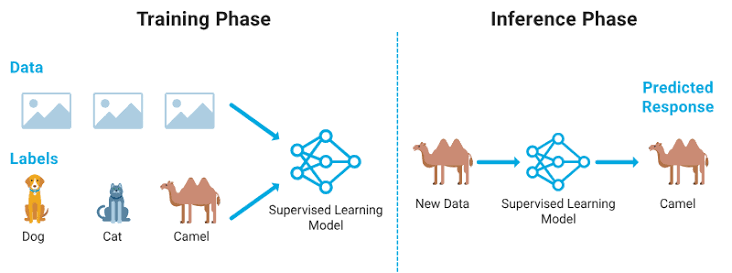 Training Phase
Data
Labels
Dog
Cat
Camel
Supervised Learning
Model
Inference Phase
Predicted
Response
New Data
Supervised Learning
Model
Camel